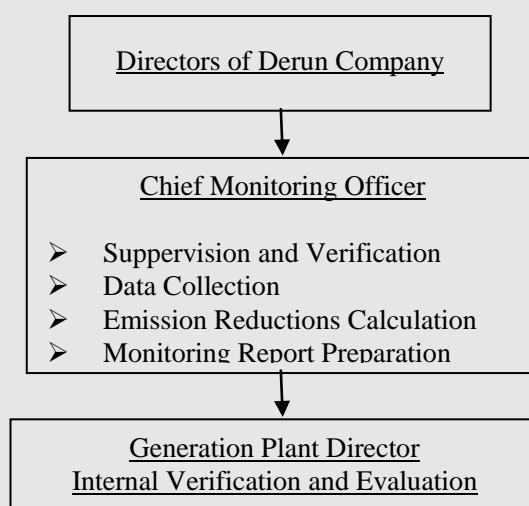 Directors of Derun Company
Chief Monitoring Officer
➢ Suppervision and Verification
➢ Data Collection
➢ Emission Reductions Calculation
➢ Monitoring Report Preparation
Generation Plant Director
Internal Verification and Evaluation